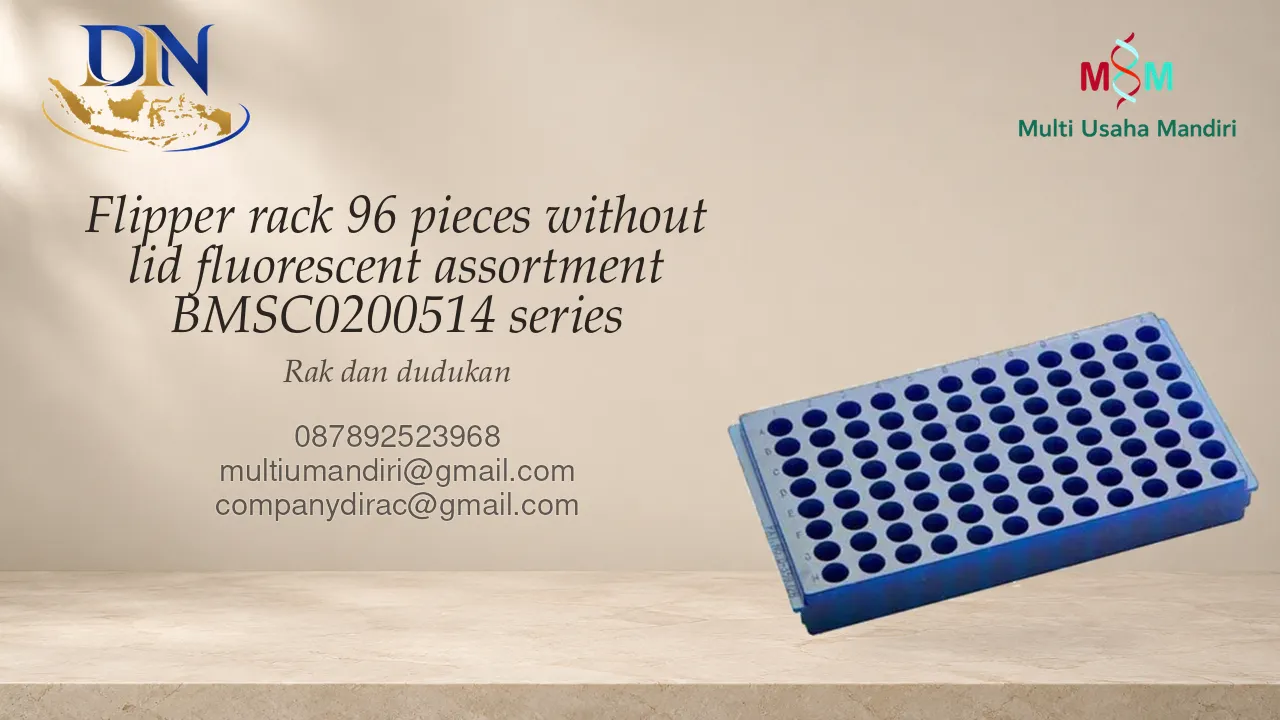 DN
M M
Multi Usaha Mandiri
Flipper rack 96 pieces without
lid fluorescent assortment
BMSC0200514 series
Rak dan dudukan
087892523968
multiumandiri@gmail.com
companydirac@gmail.com